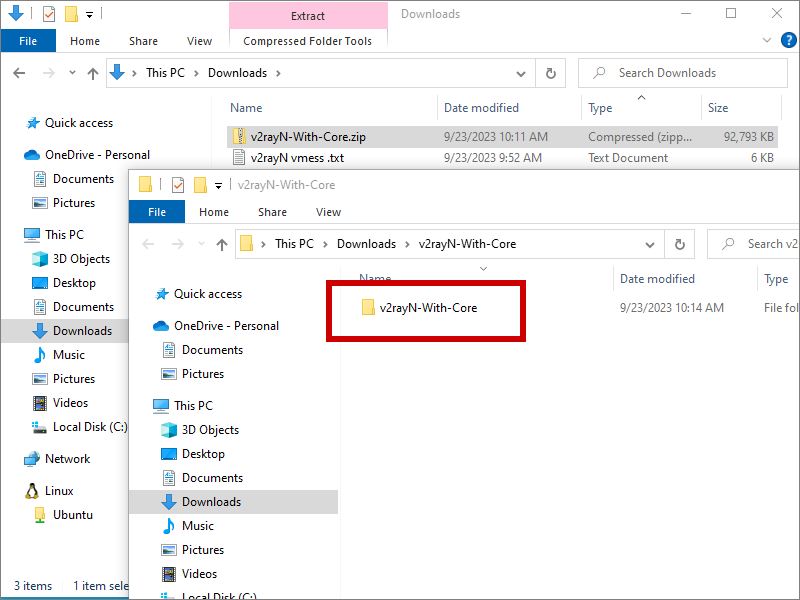 Extract
Downloads
File
Home
Share
View
Compressed Folder Tools
This PC
Downloads
Search Downloads
Name
Date modified
Type
Size
v2rayN-With-Core.zip
9/23/2023 10:11 AM
Compressed (zipp...
92,793 KB
v2rayN vmess .txt
9/23/2023 9:52 AM
Text Document
6 KB
Quick access
OneDrive - Personal
Documents
Pictures
This PC
3D Objects
Desktop
Documents
Downloads
Music
Pictures
Videos
Local Disk (C:)
Network
Linux
Ubuntu
3 items
1 item sele
v2rayN-With-Core
File
Home
Share
View
This PC
Downloads
v2rayN-With-Core
Search v2
Name
Date modified
Type
v2rayN-With-Core
9/23/2023 10:14 AM
File fol
Quick access
OneDrive - Personal
Documents
Pictures
This PC
3D Objects
Desktop
Documents
Downloads
Music
Pictures
Videos
Local Disk (C:)